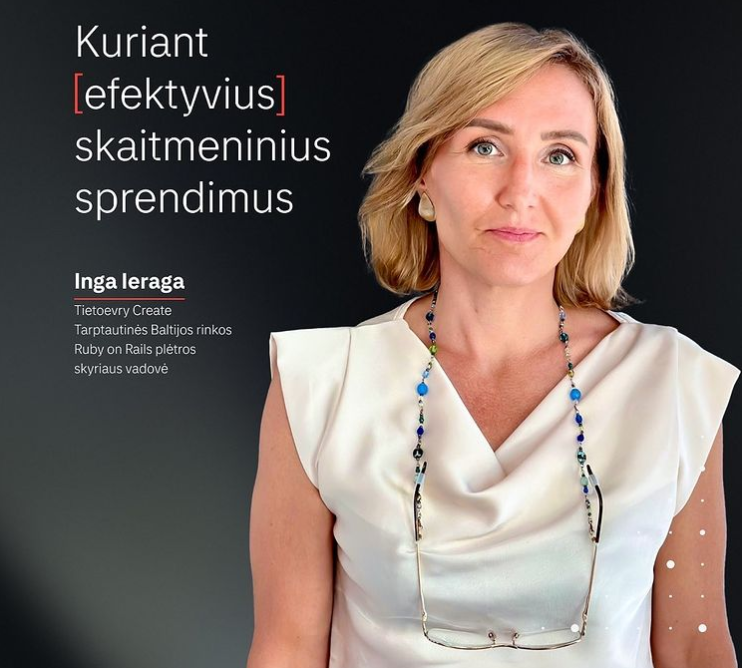 Kuriant
[efektyvius]
skaitmeninius
sprendimus
Inga Ieraga
Tietoevry Create
Tarptautinės Baltijos rinkos
Ruby on Rails plėtros
skyriaus vadovė